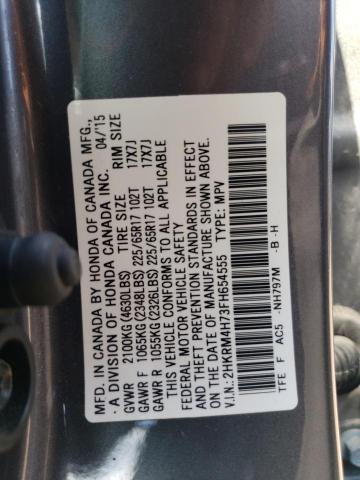 MFD. IN CANADA BY HONDA OF CANADA MFG.,
· A DIVISION OF HONDA CANADA INC. 04/'15
GVWR 2100KG (4630LBS) TIRE SIZE RIM SIZE
GAWR F 1065KG (2348LBS) 225/65R17 102T 17X7J
GAWR R 1055KG (2326LBS) 225/65R17 102T 17X7J
THIS VEHICLE CONFORMS TO ALL APPLICABLE
FEDERAL MOTOR VEHICLE SAFETY
AND THEFT PREVENTION STANDARDS IN EFFECT
ON THE DATE OF MANUFACTURE SHOWN ABOVE.
V.I.N.: 2HKRM4H73FH654555 TYPE: MPV
TFE F AC5 -NH797M -B -H